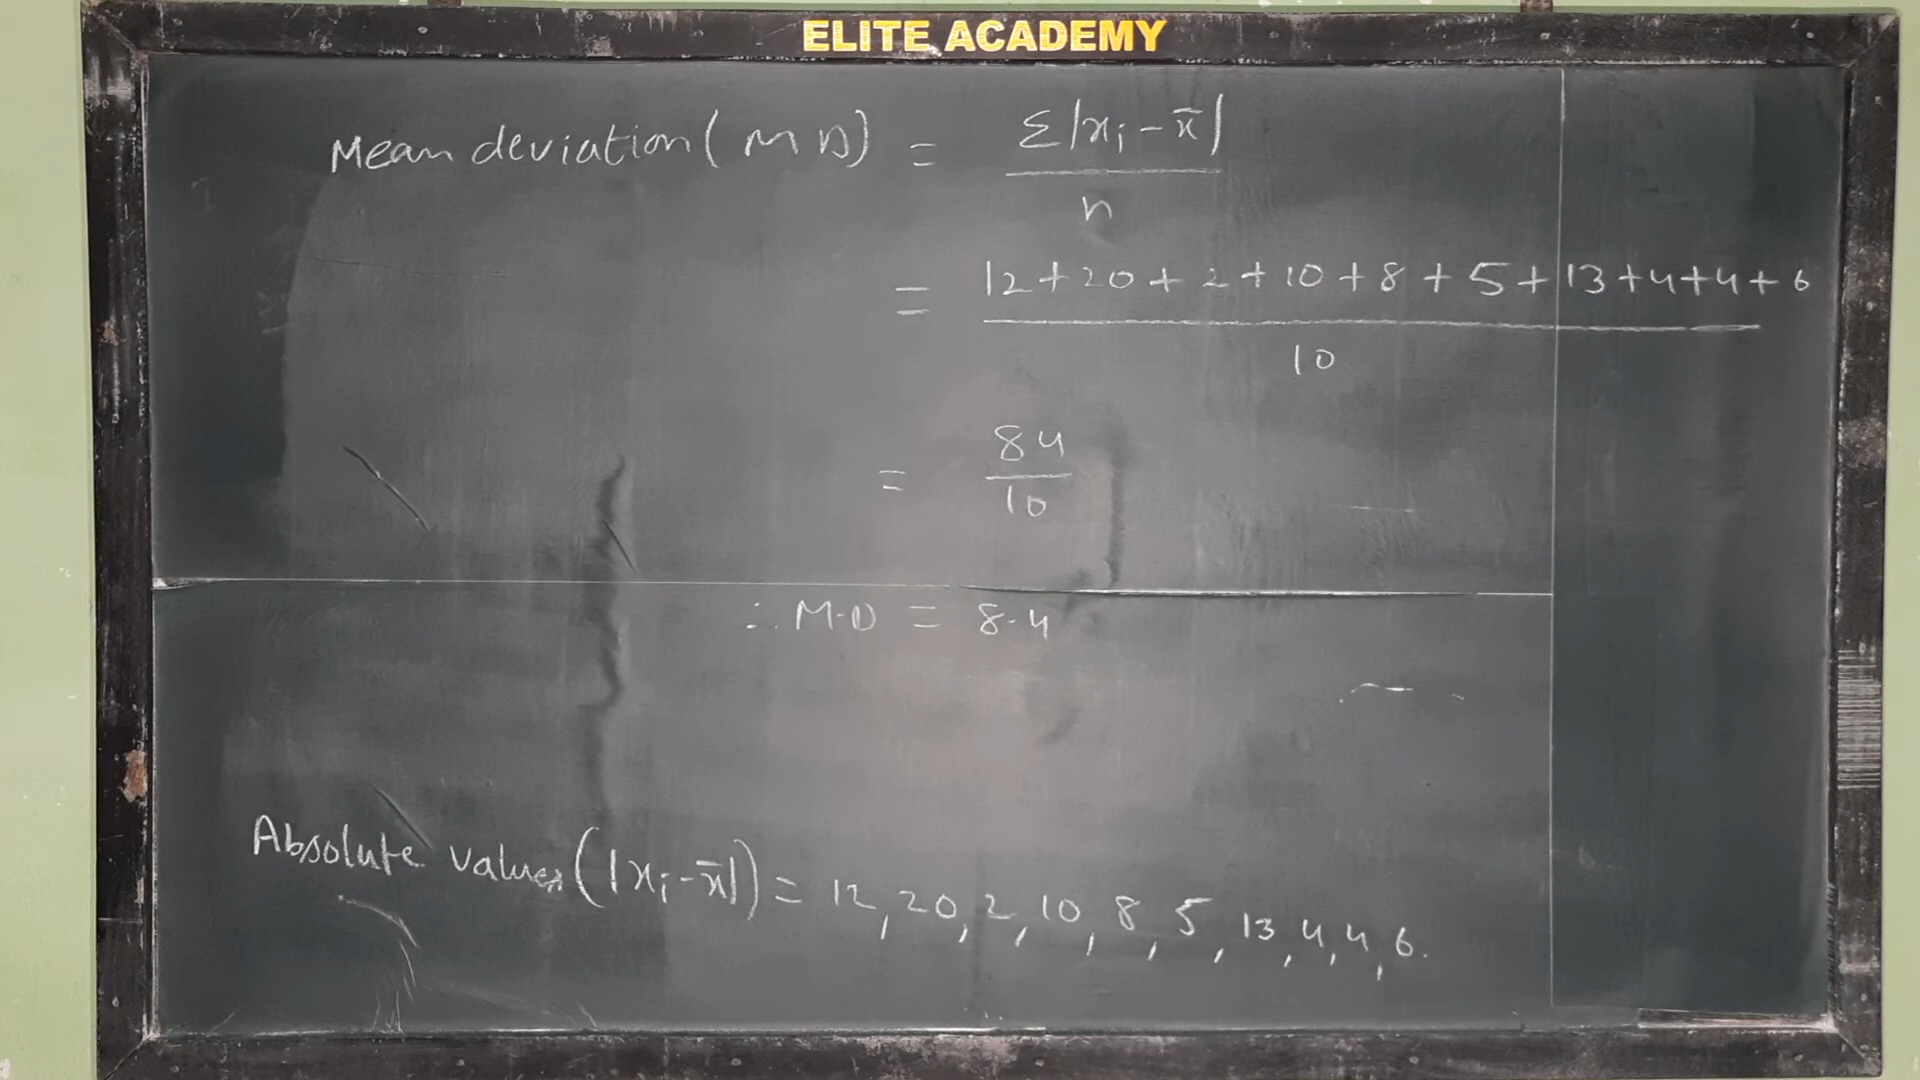 ELITE ACADEMY
Mean deviation (MD) = Σ|xᵢ - x̄| / n
= 12+20+2+10+8+5+13+4+4+6 / 10
= 84 / 10
∴ M.D = 8.4
Absolute values (|xᵢ - x̄|) = 12, 20, 2, 10, 8, 5, 13, 4, 4, 6.